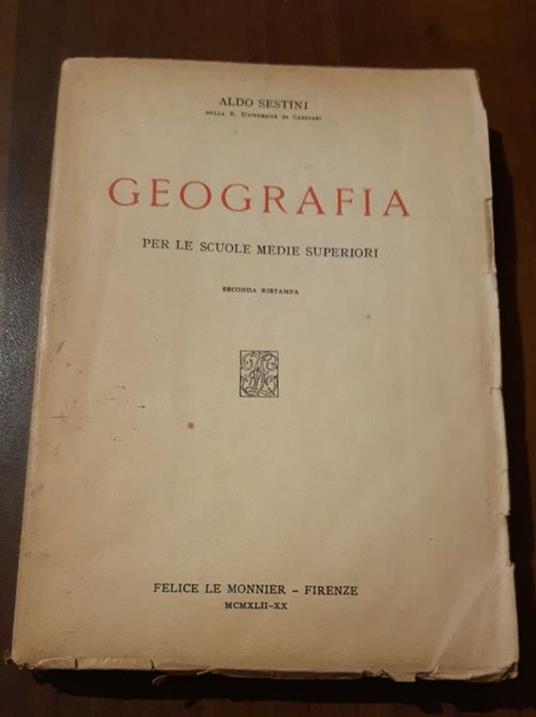 ALDO SESTINI
DELLA R. UNIVERSITÀ DI CAGLIARI
GEOGRAFIA
PER LE SCUOLE MEDIE SUPERIORI
SECONDA RISTAMPA
FELICE LE MONNIER – FIRENZE
MCMXLII-XX